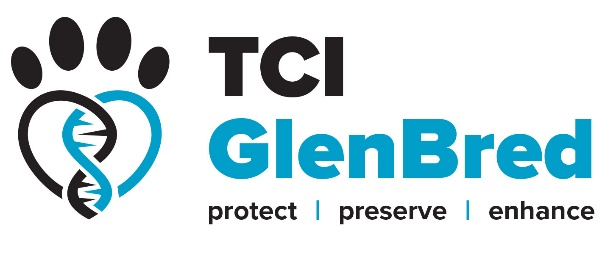 TCI
GlenBred
protect | preserve | enhance